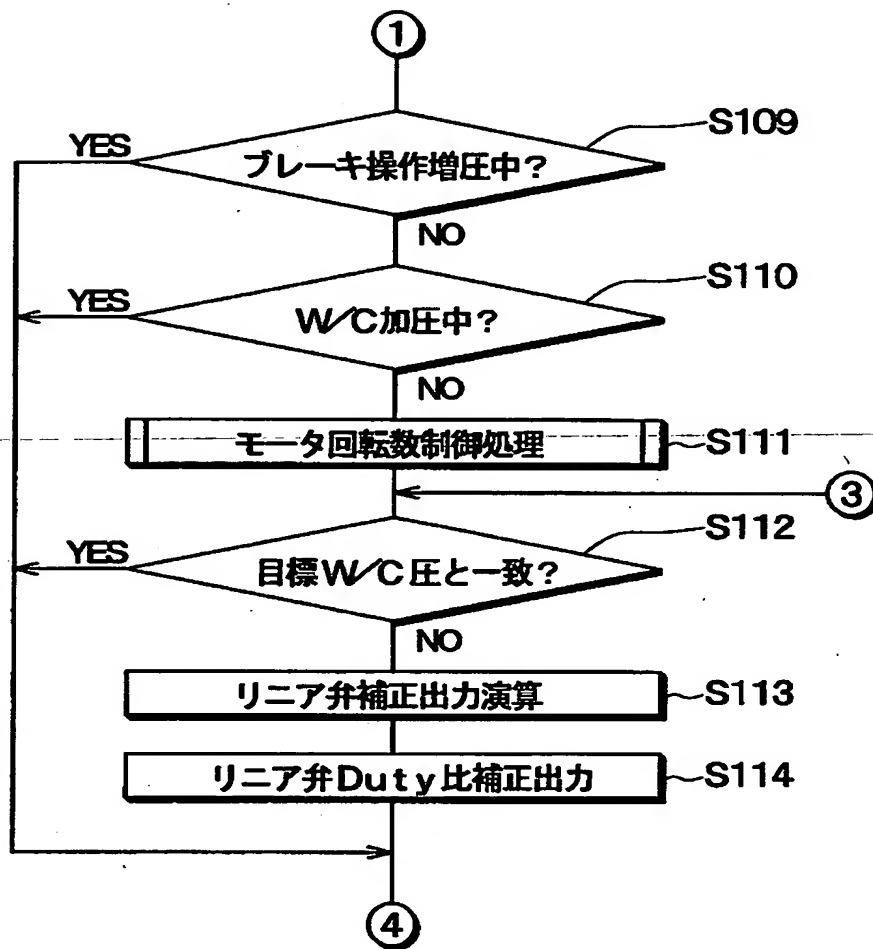 1
S109
YES
ブレーキ操作増圧中?
NO
S110
YES
W/C加圧中?
NO
モータ回転数制御処理
S111
3
S112
YES
目標W/C圧と一致?
NO
リニア弁補正出力演算
S113
リニア弁Duty比補正出力
S114
4